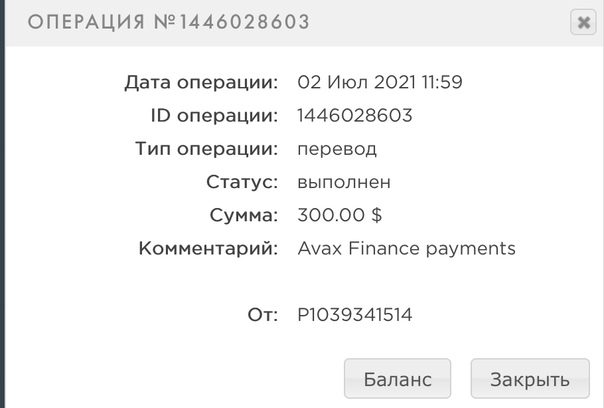 ОПЕРАЦИЯ №1446028603
Дата операции: 02 Июл 2021 11:59
ID операции: 1446028603
Тип операции: перевод
Статус: выполнен
Сумма: 300.00 $
Комментарий: Avax Finance payments
От: P1039341514
Баланс Закрыть